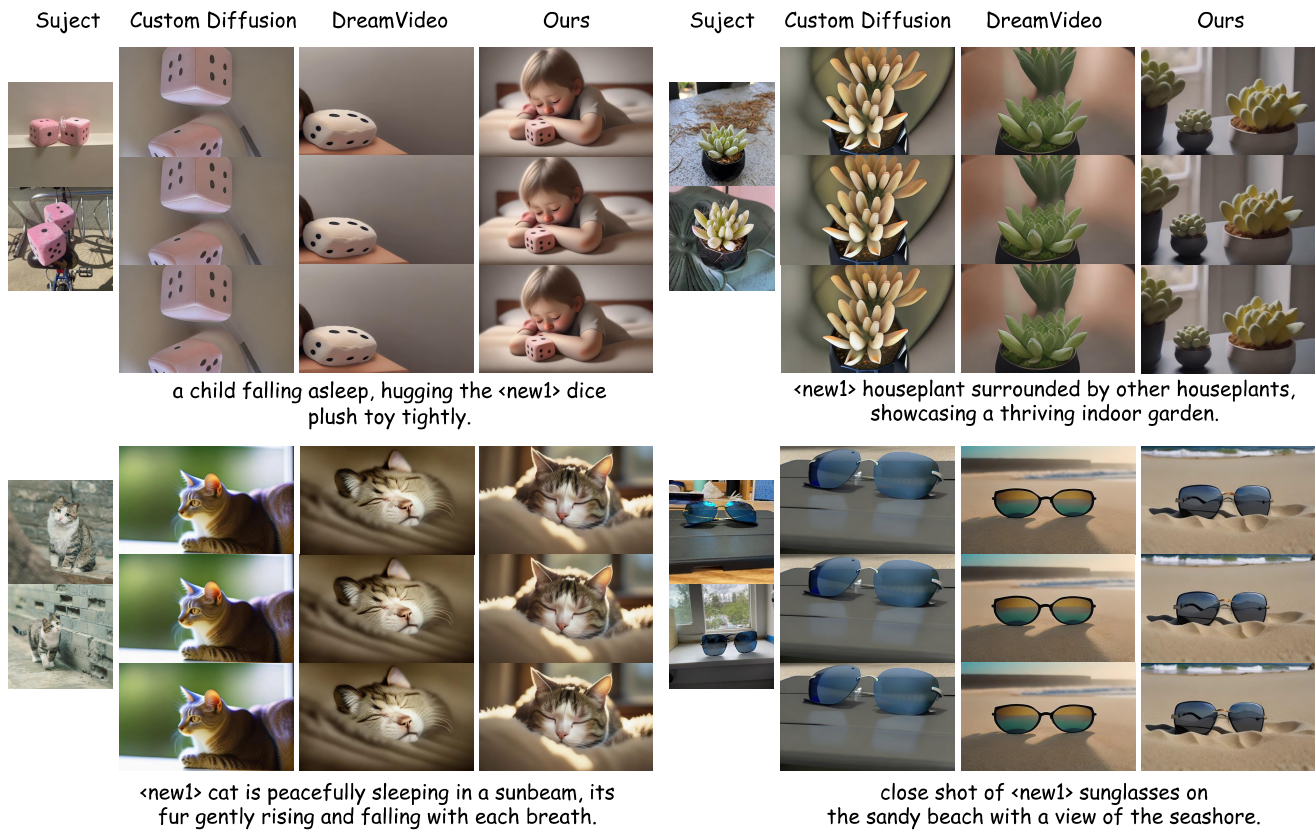 Suject Custom Diffusion DreamVideo Ours
Suject Custom Diffusion DreamVideo Ours
a child falling asleep, hugging the <new1> dice
plush toy tightly.
<new1> houseplant surrounded by other houseplants,
showcasing a thriving indoor garden.
<new1> cat is peacefully sleeping in a sunbeam, its
fur gently rising and falling with each breath.
close shot of <new1> sunglasses on
the sandy beach with a view of the seashore.